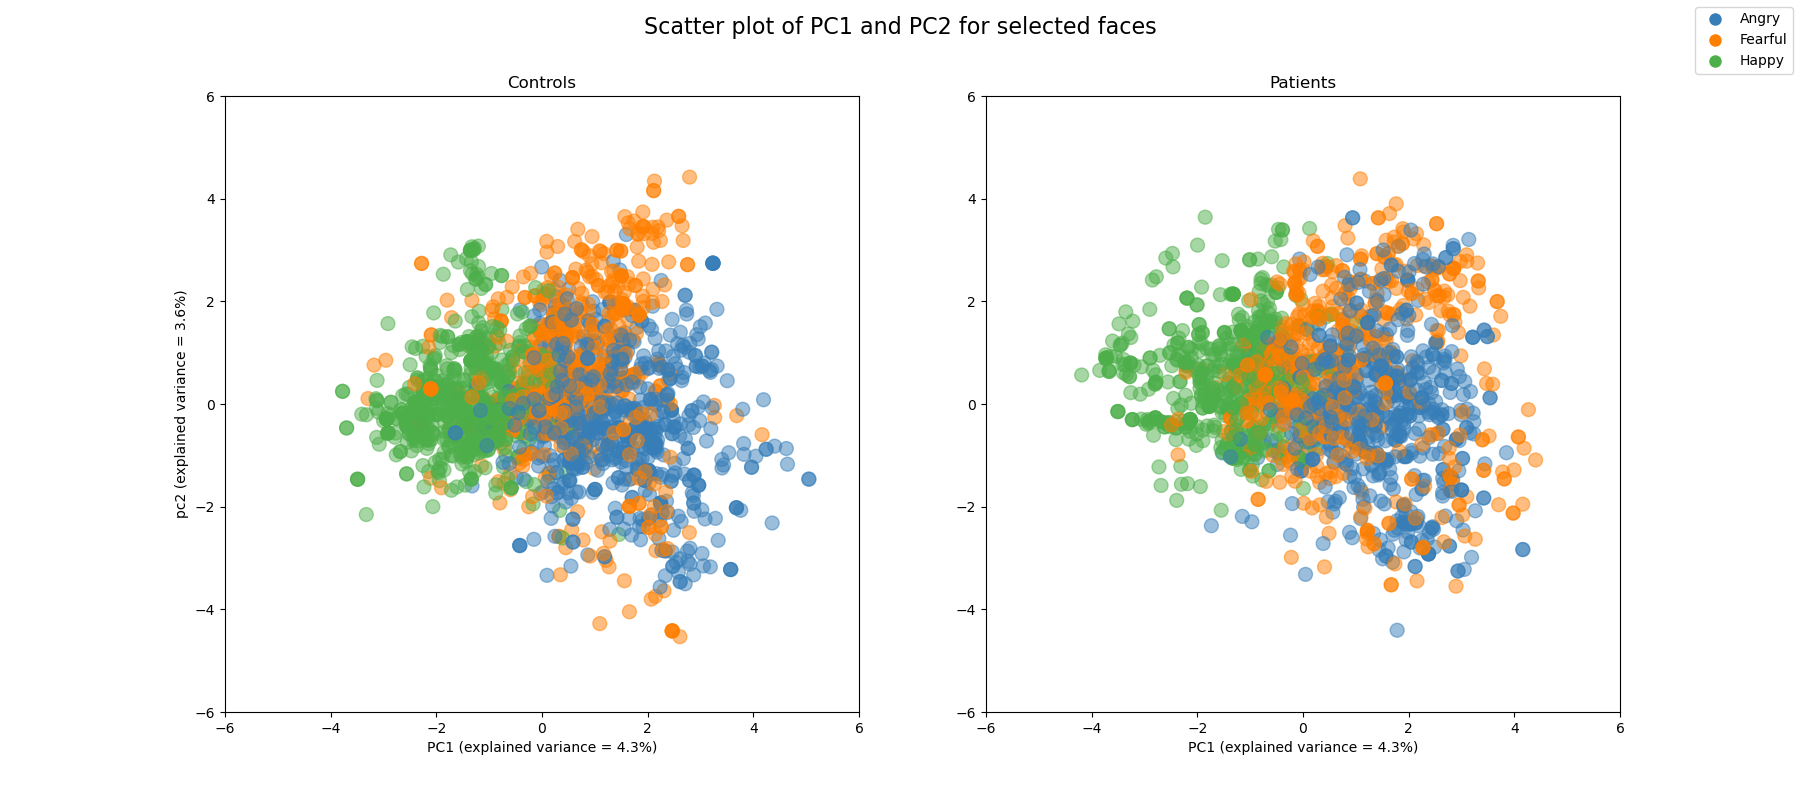 Scatter plot of PC1 and PC2 for selected faces
Angry
Fearful
Happy
Controls
6
4
2
0
−2
−4
−6
pc2 (explained variance = 3.6%)
−6 −4 −2 0 2 4 6
PC1 (explained variance = 4.3%)
Patients
6
4
2
0
−2
−4
−6
−6 −4 −2 0 2 4 6
PC1 (explained variance = 4.3%)